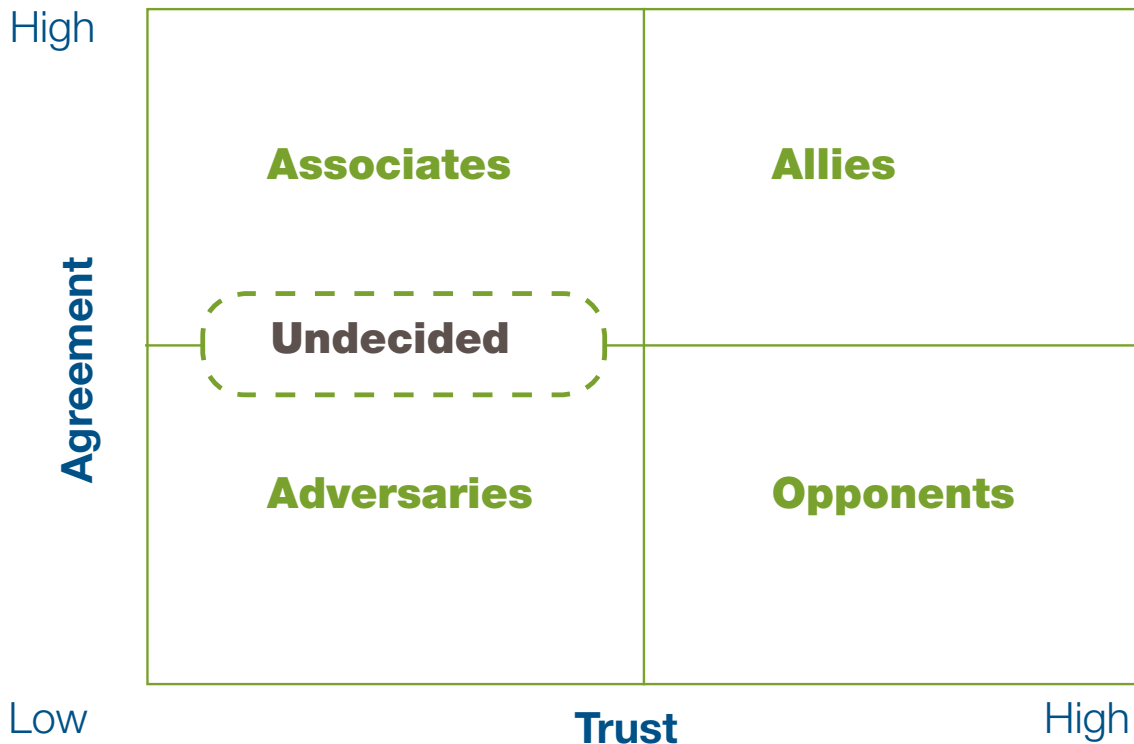 High
Associates
Allies
Agreement
Undecided
Adversaries
Opponents
Low
Trust
High